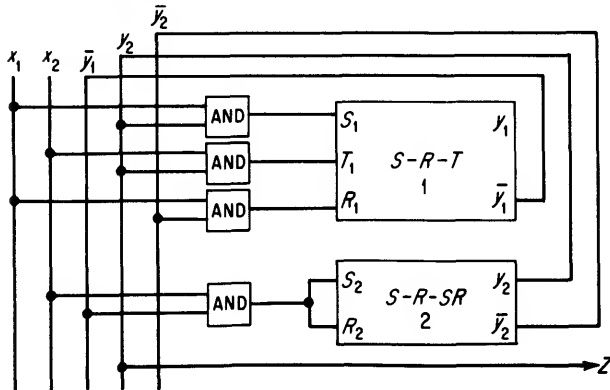 x₁ x₂ ȳ₁ y₂ ȳ₂
AND S₁ y₁
AND T₁ S-R-T
1
AND R₁ ȳ₁
S₂ y₂
AND S-R-SR
2
R₂ ȳ₂
Z